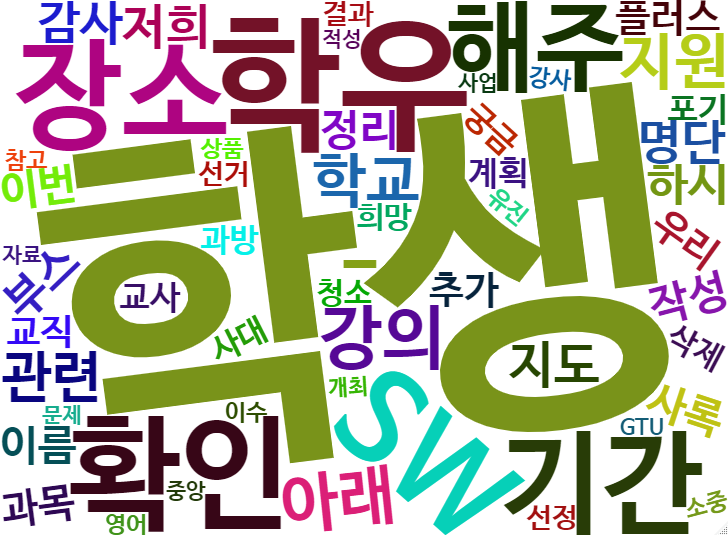 감사
저희
결과
적성
플러스
장소
학우
해주
지원
사업
강사
포기
정리
궁금
명단
참고
이번
상품
선거
학교
계획
하시
희망
유진
학생
과방
자료
부스
교사
청소
추가
우리
작성
교직
사대
강의
지도
삭제
관련
개최
사록
문제
이수
SW
GTU
이름
확인
아래
기간
과목
중앙
영어
선정
소중